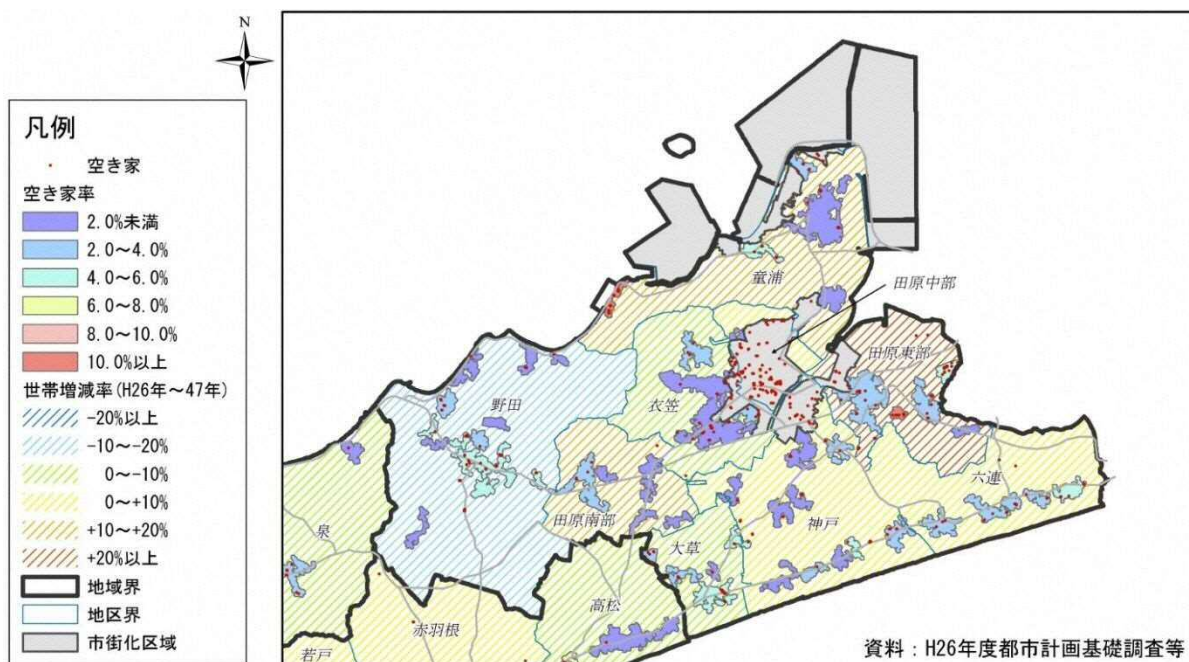 N
凡例
空き家
空き家率
2.0%未満
2.0～4.0%
4.0～6.0%
6.0～8.0%
8.0～10.0%
10.0%以上
世帯増減率(H26年～47年)
-20%以上
-10～-20%
0～-10%
0～+10%
+10～+20%
+20%以上
地域界
地区界
市街化区域
童浦
田原中部
田原東部
野田
衣笠
六連
田原南部
神戸
泉
大草
高松
赤羽根
若戸
資料：H26年度都市計画基礎調査等